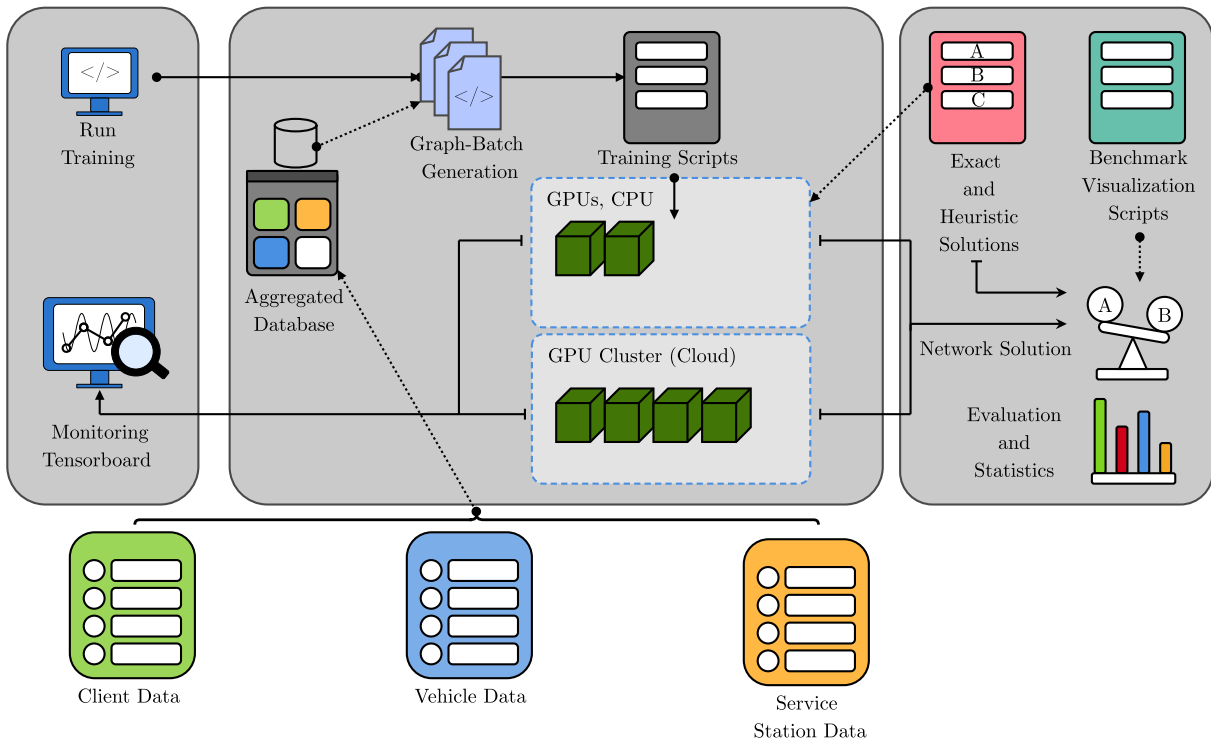 </>
Run
Training
Monitoring
Tensorboard
</>
Graph-Batch
Generation
Training Scripts
Aggregated
Database
GPUs, CPU
GPU Cluster (Cloud)
A
B
C
Exact
and
Heuristic
Solutions
Benchmark
Visualization
Scripts
A
B
Network Solution
Evaluation
and
Statistics
Client Data
Vehicle Data
Service
Station Data